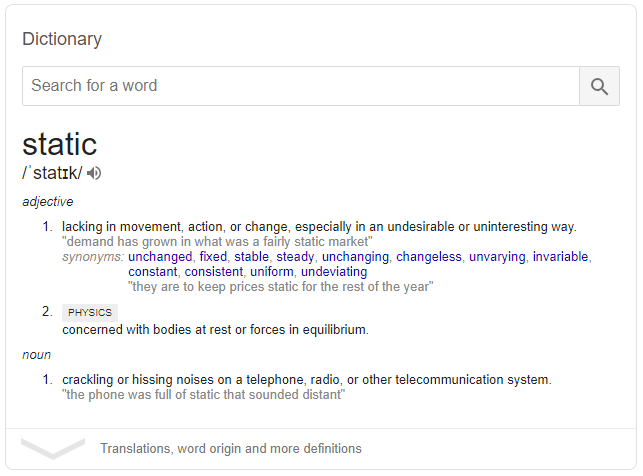 Dictionary
Search for a word
static
/ˈstatɪk/
adjective
1. lacking in movement, action, or change, especially in an undesirable or uninteresting way.
"demand has grown in what was a fairly static market"
synonyms: unchanged, fixed, stable, steady, unchanging, changeless, unvarying, invariable,
constant, consistent, uniform, undeviating
"they are to keep prices static for the rest of the year"
2. PHYSICS
concerned with bodies at rest or forces in equilibrium.
noun
1. crackling or hissing noises on a telephone, radio, or other telecommunication system.
"the phone was full of static that sounded distant"
Translations, word origin and more definitions